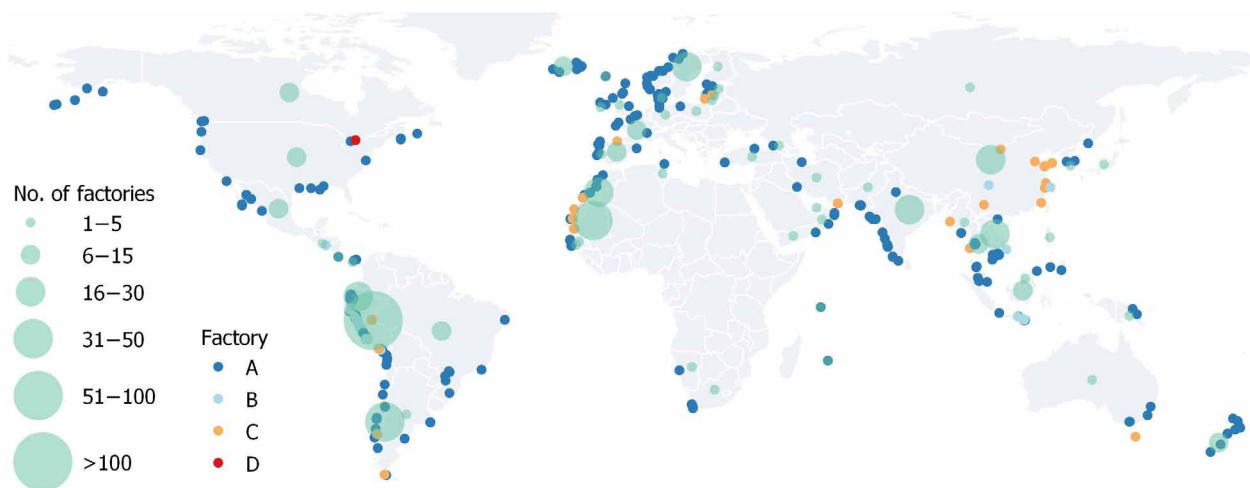 No. of factories
1–5
6–15
16–30
31–50
51–100
>100
Factory
A
B
C
D